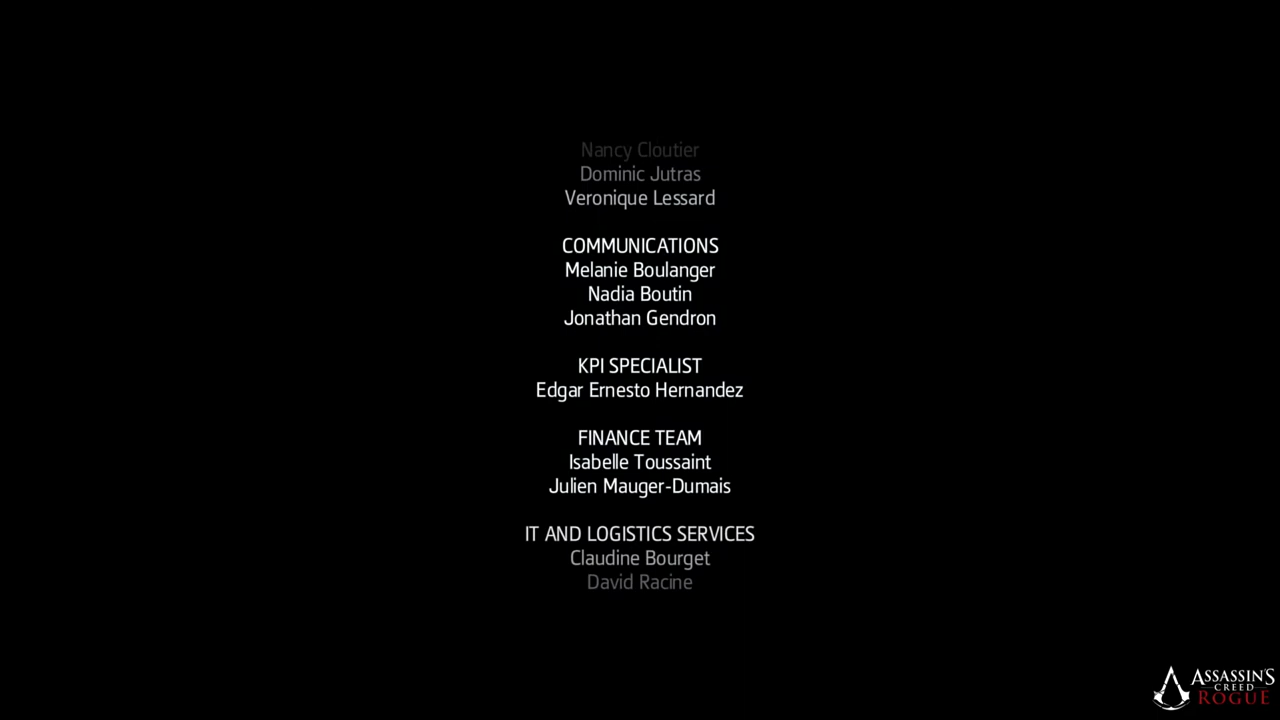 Nancy Cloutier
Dominic Jutras
Veronique Lessard
COMMUNICATIONS
Melanie Boulanger
Nadia Boutin
Jonathan Gendron
KPI SPECIALIST
Edgar Ernesto Hernandez
FINANCE TEAM
Isabelle Toussaint
Julien Mauger-Dumais
IT AND LOGISTICS SERVICES
Claudine Bourget
David Racine
ASSASSIN'S
CREED
ROGUE